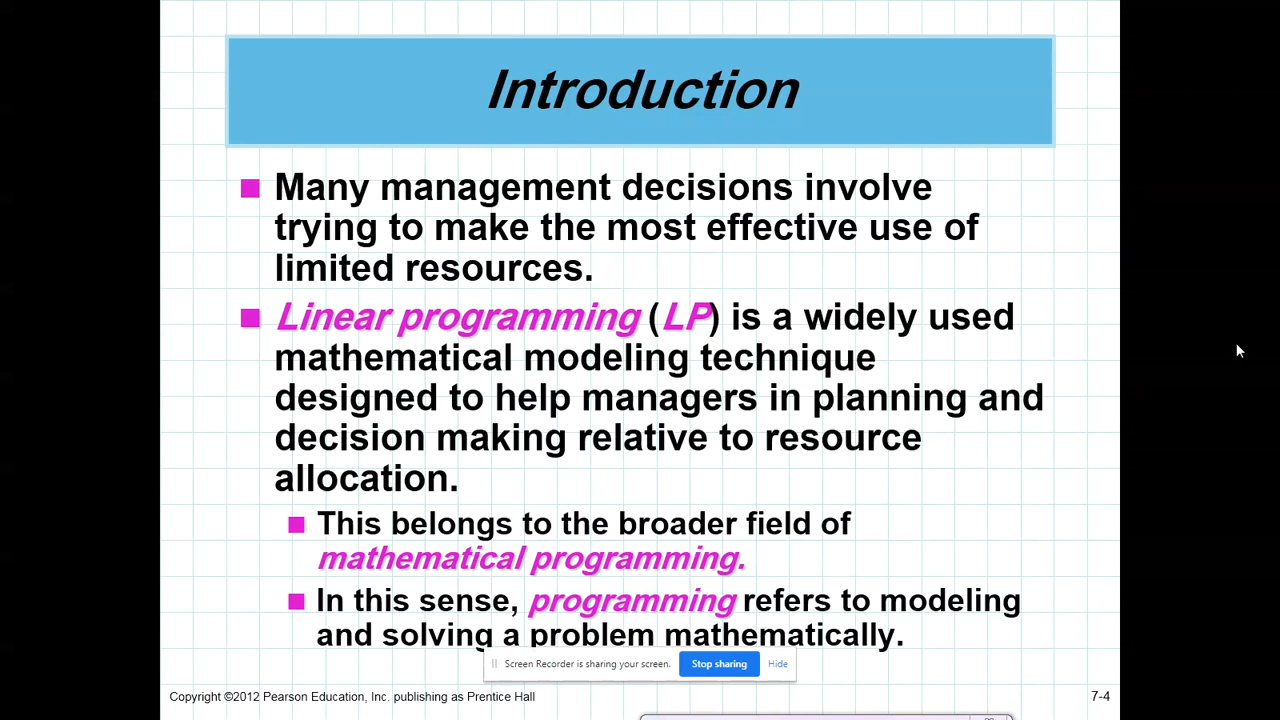 Introduction
Many management decisions involve
trying to make the most effective use of
limited resources.
Linear programming (LP) is a widely used
mathematical modeling technique
designed to help managers in planning and
decision making relative to resource
allocation.
This belongs to the broader field of
mathematical programming.
In this sense, programming refers to modeling
and solving a problem mathematically.
Screen Recorder is sharing your screen. Stop sharing Hide
Copyright ©2012 Pearson Education, Inc. publishing as Prentice Hall 7-4